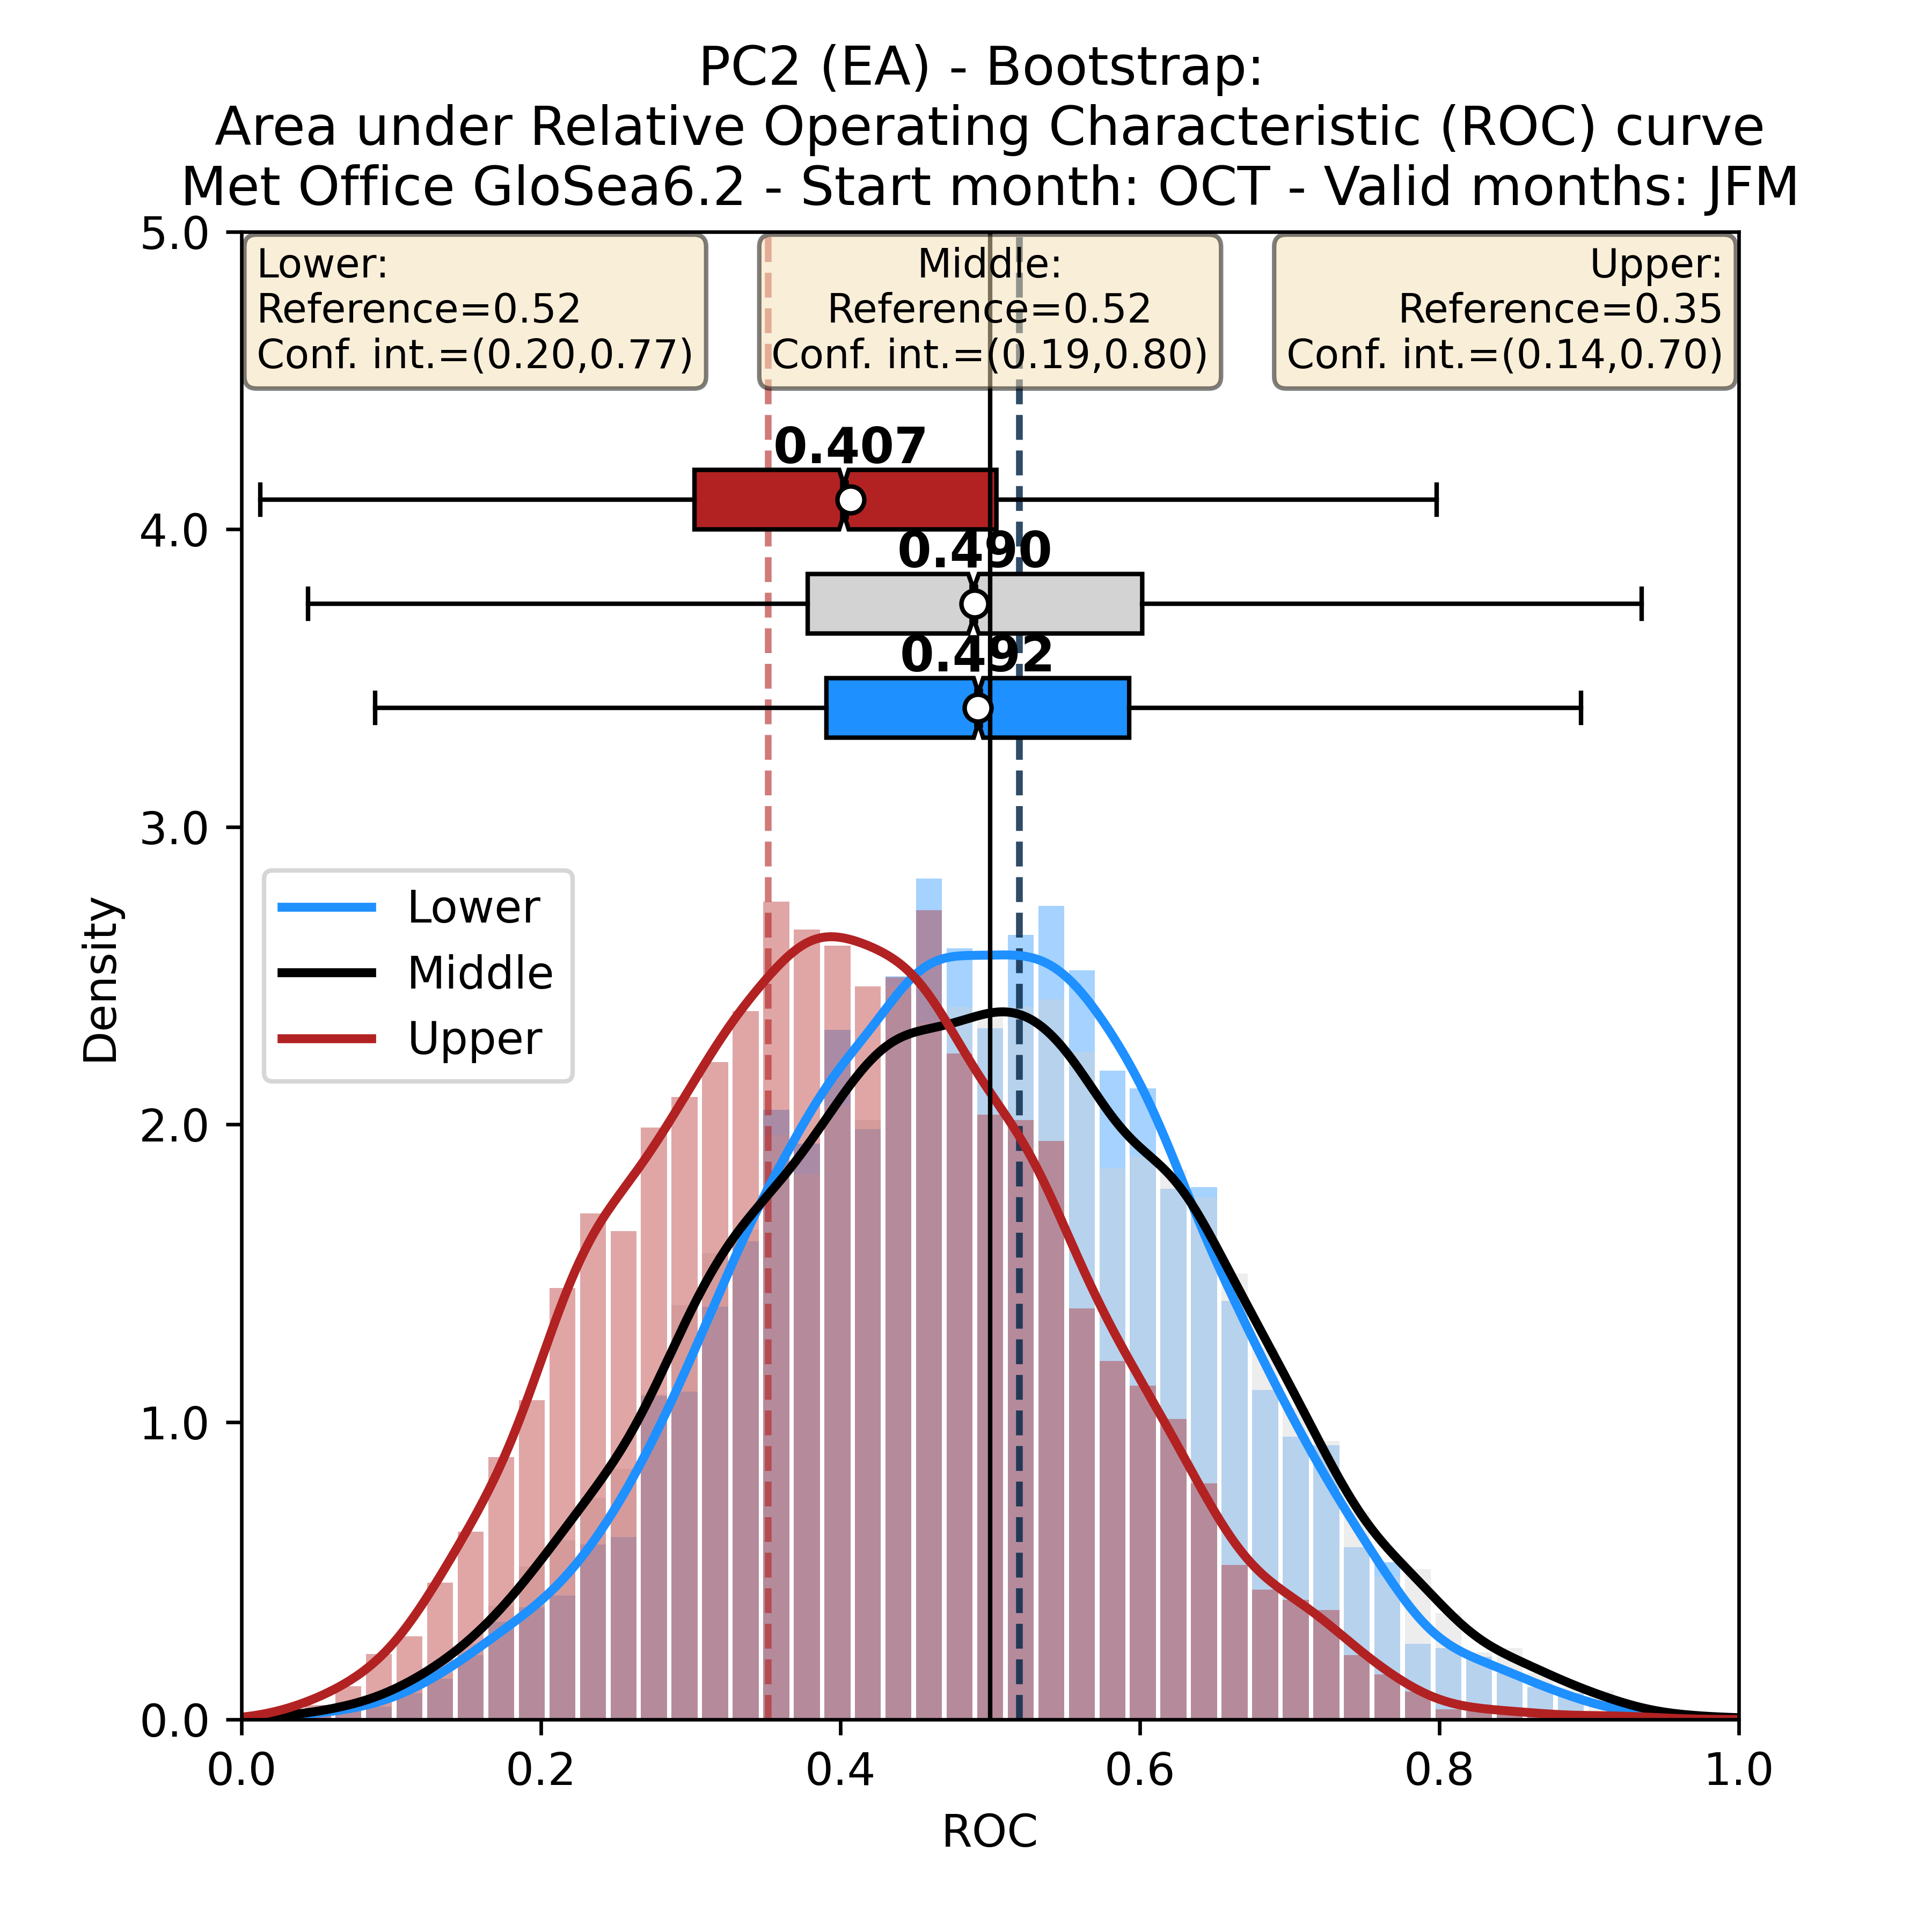 PC2 (EA) - Bootstrap:
Area under Relative Operating Characteristic (ROC) curve
Met Office GloSea6.2 - Start month: OCT - Valid months: JFM
Lower:
Reference=0.52
Conf. int.=(0.20,0.77)
Middle:
Reference=0.52
Conf. int.=(0.19,0.80)
Upper:
Reference=0.35
Conf. int.=(0.14,0.70)
0.407
0.490
0.492
Lower
Middle
Upper
Density
5.0
4.0
3.0
2.0
1.0
0.0
0.0
0.2
0.4
0.6
0.8
1.0
ROC